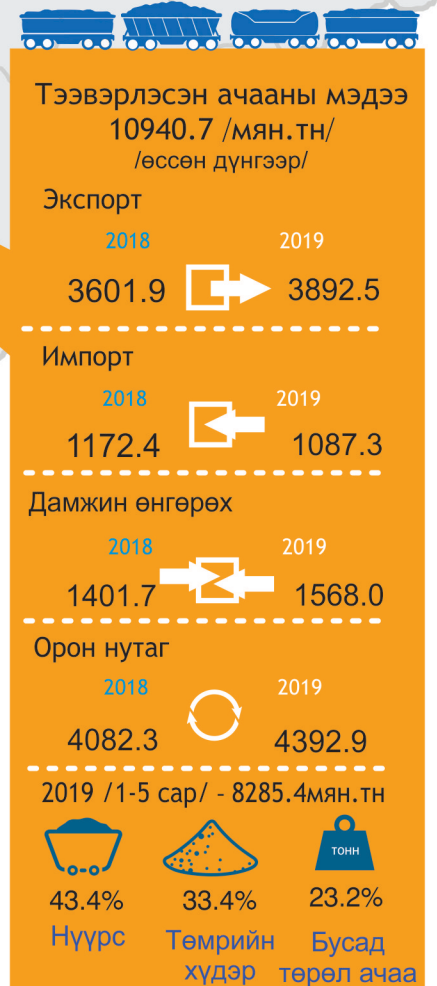 Тээвэрлэсэн ачааны мэдээ
10940.7 /мян.тн/
/өссөн дүнгээр/
Экспорт
2018 2019
3601.9 3892.5
Импорт
2018 2019
1172.4 1087.3
Дамжин өнгөрөх
2018 2019
1401.7 1568.0
Орон нутаг
2018 2019
4082.3 4392.9
2019 /1-5 сар/ - 8285.4мян.тн
тонн
43.4% 33.4% 23.2%
Нүүрс Төмрийн Бусад
хүдэр төрөл ачаа